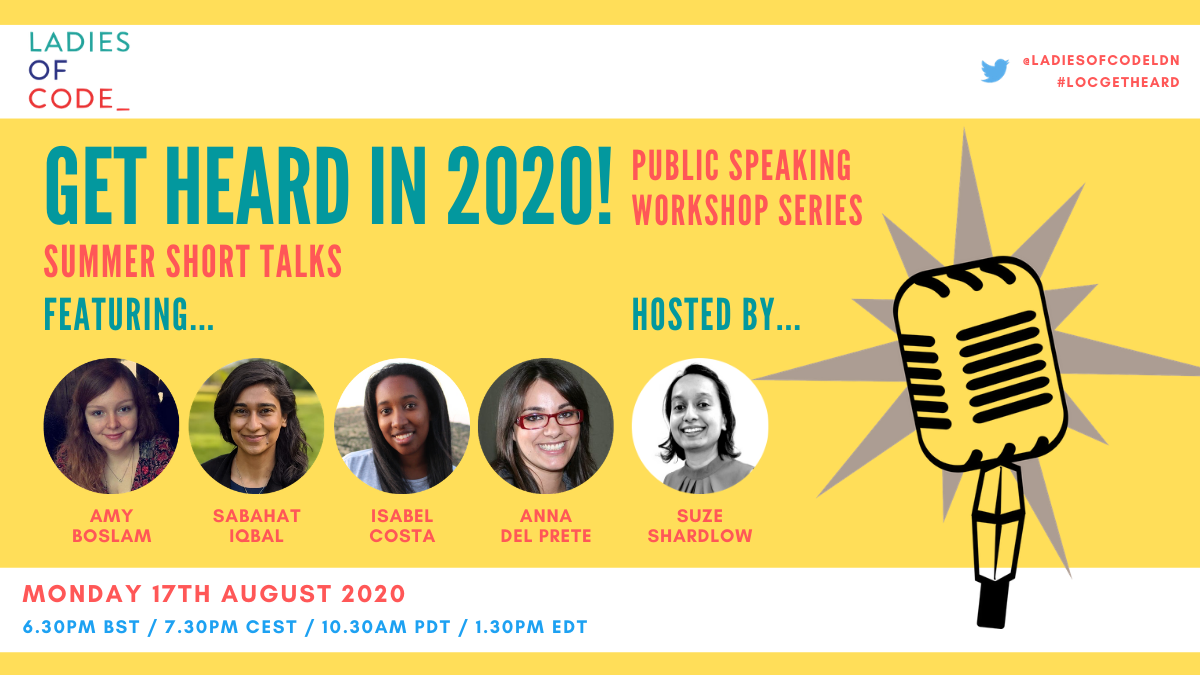 LADIES
OF
CODE_
@LADIESOFCODELDN
#LOCGETHEARD
GET HEARD IN 2020!
PUBLIC SPEAKING
WORKSHOP SERIES
SUMMER SHORT TALKS
FEATURING...
HOSTED BY...
AMY
BOSLAM
SABAHAT
IQBAL
ISABEL
COSTA
ANNA
DEL PRETE
SUZE
SHARDLOW
MONDAY 17TH AUGUST 2020
6.30PM BST / 7.30PM CEST / 10.30AM PDT / 1.30PM EDT